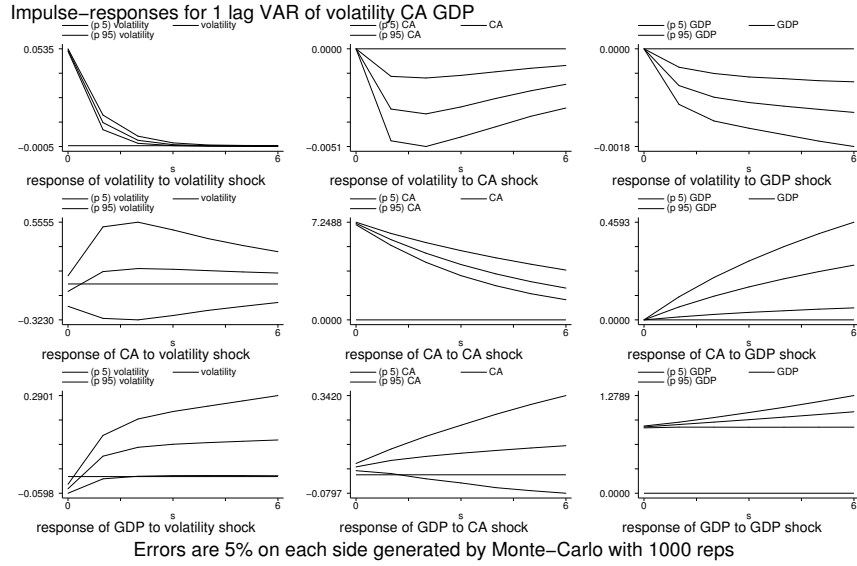 Impulse−responses for 1 lag VAR of volatility CA GDP
(p 5) volatility volatility
(p 95) volatility
0.0535
−0.0005
0 6
s
response of volatility to volatility shock
(p 5) CA CA
(p 95) CA
0.0000
−0.0051
0 6
s
response of volatility to CA shock
(p 5) GDP GDP
(p 95) GDP
0.0000
−0.0018
0 6
s
response of volatility to GDP shock
(p 5) volatility volatility
(p 95) volatility
0.5555
−0.3230
0 6
s
response of CA to volatility shock
(p 5) CA CA
(p 95) CA
7.2488
0.0000
0 6
s
response of CA to CA shock
(p 5) GDP GDP
(p 95) GDP
0.4593
0.0000
0 6
s
response of CA to GDP shock
(p 5) volatility volatility
(p 95) volatility
0.2901
−0.0598
0 6
s
response of GDP to volatility shock
(p 5) CA CA
(p 95) CA
0.3420
−0.0797
0 6
s
response of GDP to CA shock
(p 5) GDP GDP
(p 95) GDP
1.2789
0.0000
0 6
s
response of GDP to GDP shock
Errors are 5% on each side generated by Monte−Carlo with 1000 reps